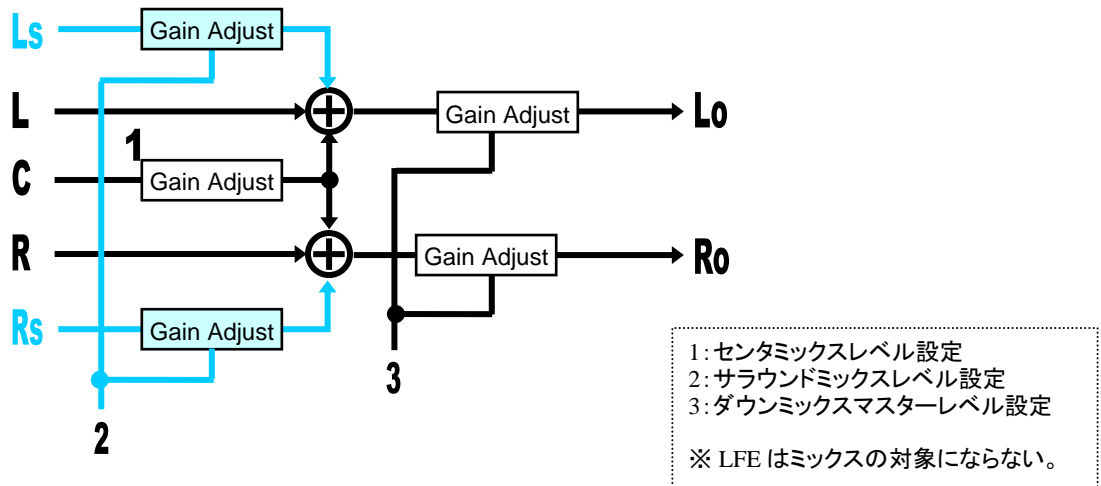 Ls
Gain Adjust
L
Gain Adjust
Lo
1
C
Gain Adjust
R
Gain Adjust
Ro
Rs
Gain Adjust
3
2
1:センタミックスレベル設定
2:サラウンドミックスレベル設定
3:ダウンミックスマスターレベル設定
※ LFE はミックスの対象にならない。